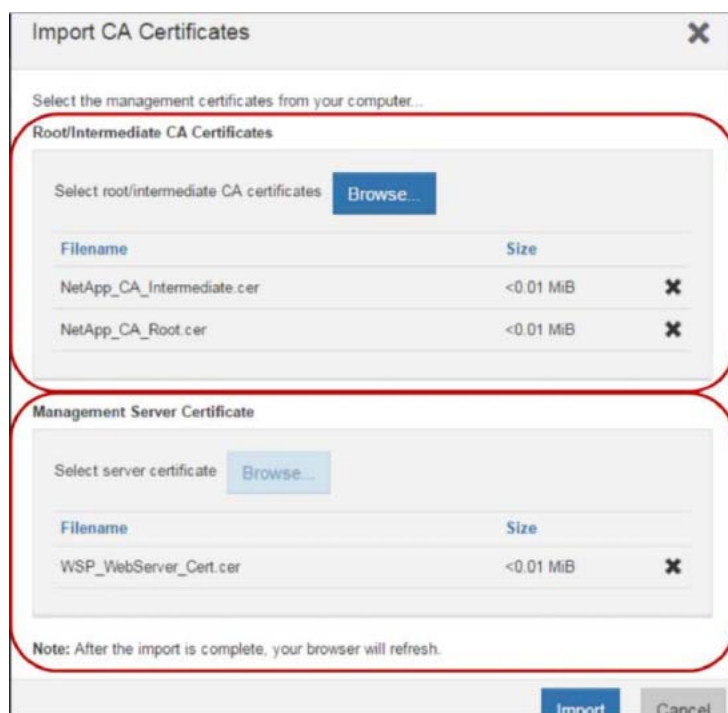 Import CA Certificates
Select the management certificates from your computer...
Root/Intermediate CA Certificates
Select root/intermediate CA certificates Browse...
Filename Size
NetApp_CA_Intermediate.cer <0.01 MiB
NetApp_CA_Root.cer <0.01 MiB
Management Server Certificate
Select server certificate Browse...
Filename Size
WSP_WebServer_Cert.cer <0.01 MiB
Note: After the import is complete, your browser will refresh.
Import Cancel